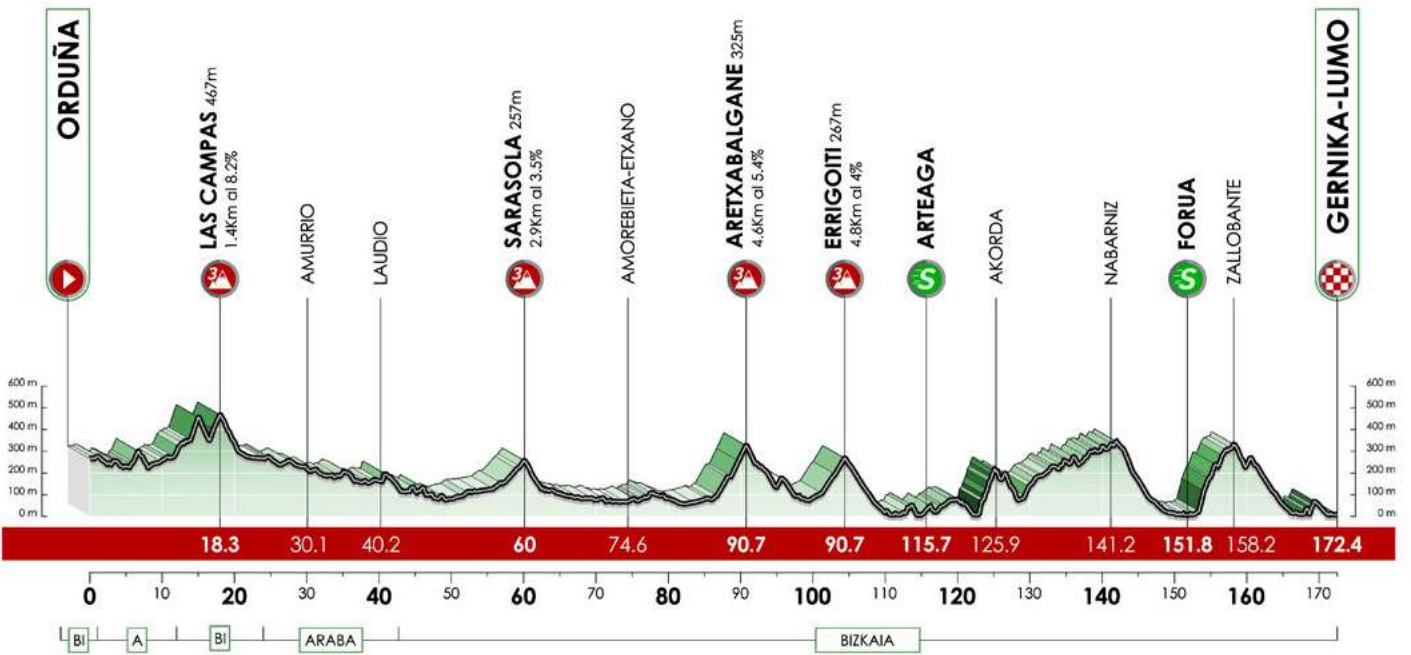 ORDUÑA
LAS CAMPAS 467m
1.4Km al 8.2%
AMURRIO
LAUDIO
SARASOLA 257m
2.9Km al 3.5%
AMOREBIETA-ETXANO
ARETXABALGANE 325m
4.6Km al 5.4%
ERRIGOITI 267m
4.8Km al 4%
ARTEAGA
AKORDA
NABARNIZ
FORUA
ZALLOBANTE
GERNIKA-LUMO
3 3 3 3 S S
600 m 600 m
500 m 500 m
400 m 400 m
300 m 300 m
200 m 200 m
100 m 100 m
0 m 0 m
18.3 30.1 40.2 60 74.6 90.7 90.7 115.7 125.9 141.2 151.8 158.2 172.4
0 10 20 30 40 50 60 70 80 90 100 110 120 130 140 150 160 170
BI A BI ARABA BIZKAIA